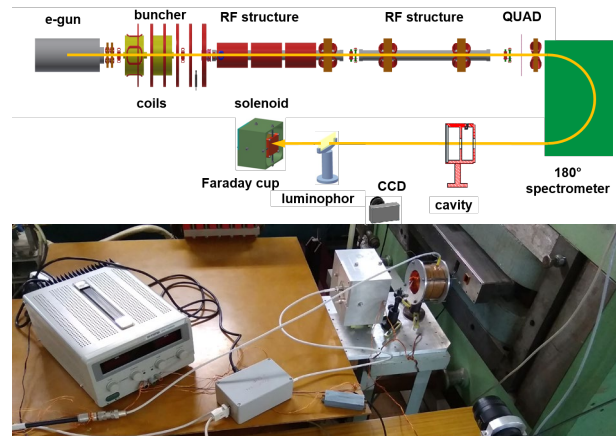 e-gun
buncher
RF structure
RF structure
QUAD
coils
solenoid
Faraday cup
luminophor
CCD
cavity
180°
spectrometer